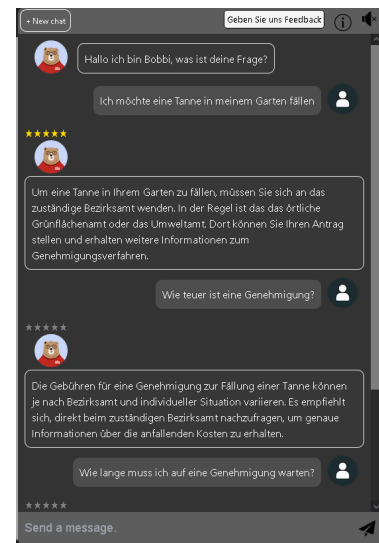 + New chat
Geben Sie uns Feedback
Hallo ich bin Bobbi, was ist deine Frage?
Ich möchte eine Tanne in meinem Garten fällen
Um eine Tanne in Ihrem Garten zu fällen, müssen Sie sich an das
zuständige Bezirksamt wenden. In der Regel ist das das örtliche
Grünflächenamt oder das Umweltamt. Dort können Sie Ihren Antrag
stellen und erhalten weitere Informationen zum
Genehmigungsverfahren.
Wie teuer ist eine Genehmigung?
Die Gebühren für eine Genehmigung zur Fällung einer Tanne können
je nach Bezirksamt und individueller Situation variieren. Es empfiehlt
sich, direkt beim zuständigen Bezirksamt nachzufragen, um genaue
Informationen über die anfallenden Kosten zu erhalten.
Wie lange muss ich auf eine Genehmigung warten?
Send a message.